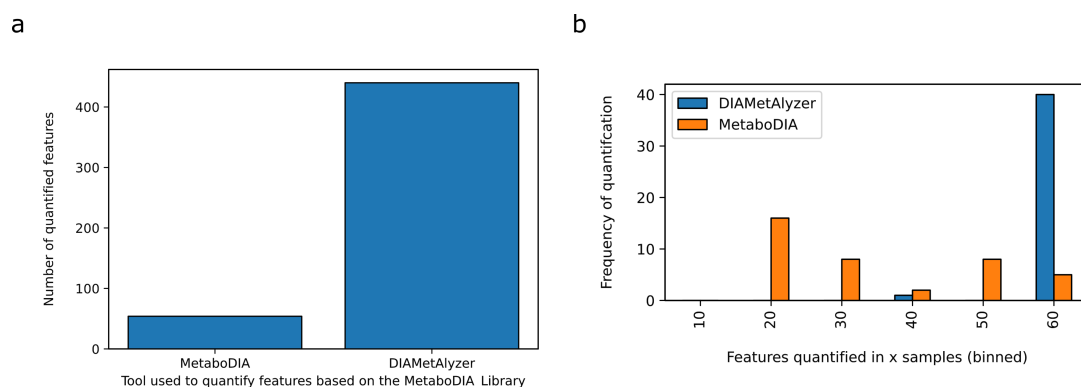 a
Number of quantified features
400
300
200
100
0
MetaboDIA
DIAMetAlyzer
Tool used to quantify features based on the MetaboDIA Library
b
Frequency of quantifcation
40
30
20
10
0
DIAMetAlyzer
MetaboDIA
10
20
30
40
50
60
Features quantified in x samples (binned)